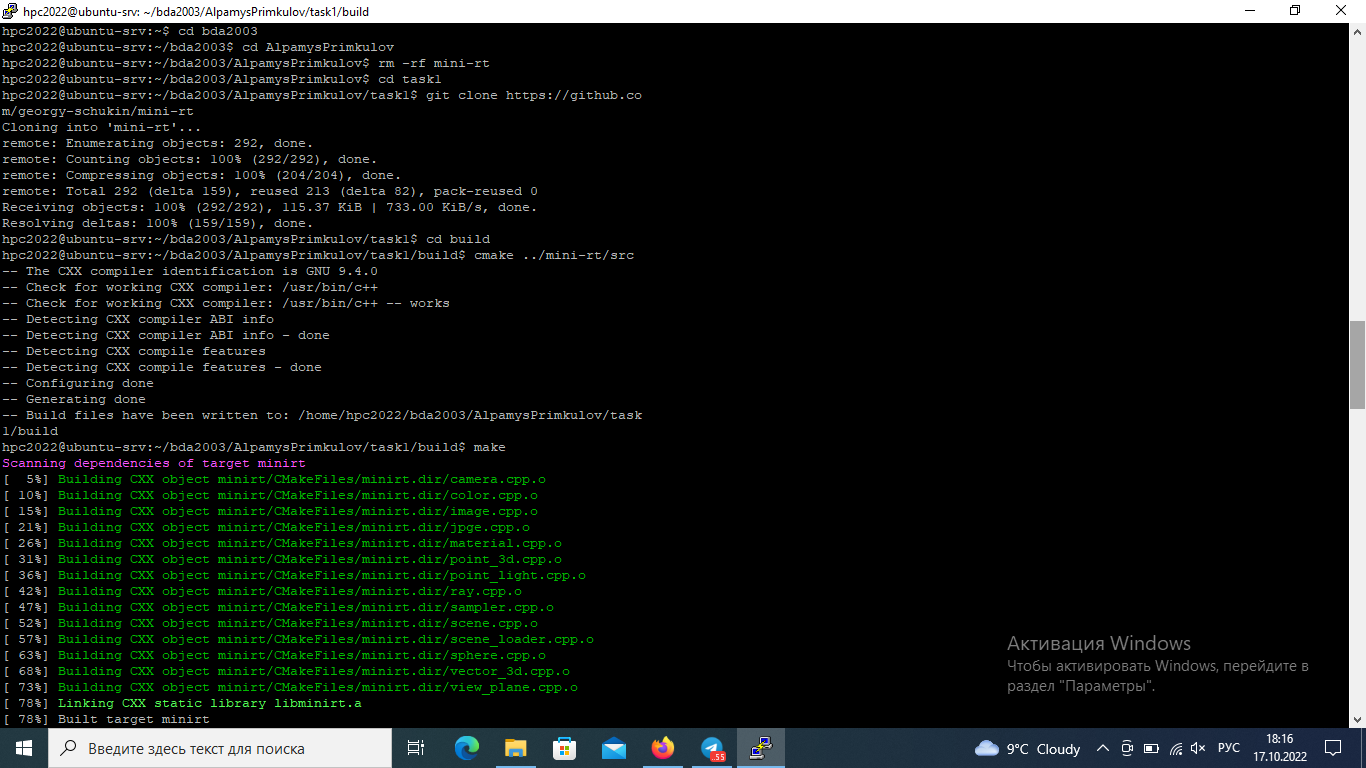 hpc2022@ubuntu-srv: ~/bda2003/AlpamysPrimkulov/task1/build
hpc2022@ubuntu-srv:~$ cd bda2003
hpc2022@ubuntu-srv:~/bda2003$ cd AlpamysPrimkulov
hpc2022@ubuntu-srv:~/bda2003/AlpamysPrimkulov$ rm -rf mini-rt
hpc2022@ubuntu-srv:~/bda2003/AlpamysPrimkulov$ cd task1
hpc2022@ubuntu-srv:~/bda2003/AlpamysPrimkulov/task1$ git clone https://github.co
m/georgy-schukin/mini-rt
Cloning into 'mini-rt'...
remote: Enumerating objects: 292, done.
remote: Counting objects: 100% (292/292), done.
remote: Compressing objects: 100% (204/204), done.
remote: Total 292 (delta 159), reused 213 (delta 82), pack-reused 0
Receiving objects: 100% (292/292), 115.37 KiB | 733.00 KiB/s, done.
Resolving deltas: 100% (159/159), done.
hpc2022@ubuntu-srv:~/bda2003/AlpamysPrimkulov/task1$ cd build
hpc2022@ubuntu-srv:~/bda2003/AlpamysPrimkulov/task1/build$ cmake ../mini-rt/src
-- The CXX compiler identification is GNU 9.4.0
-- Check for working CXX compiler: /usr/bin/c++
-- Check for working CXX compiler: /usr/bin/c++ -- works
-- Detecting CXX compiler ABI info
-- Detecting CXX compiler ABI info - done
-- Detecting CXX compile features
-- Detecting CXX compile features - done
-- Configuring done
-- Generating done
-- Build files have been written to: /home/hpc2022/bda2003/AlpamysPrimkulov/task
1/build
hpc2022@ubuntu-srv:~/bda2003/AlpamysPrimkulov/task1/build$ make
Scanning dependencies of target minirt
[  5%] Building CXX object minirt/CMakeFiles/minirt.dir/camera.cpp.o
[ 10%] Building CXX object minirt/CMakeFiles/minirt.dir/color.cpp.o
[ 15%] Building CXX object minirt/CMakeFiles/minirt.dir/image.cpp.o
[ 21%] Building CXX object minirt/CMakeFiles/minirt.dir/jpge.cpp.o
[ 26%] Building CXX object minirt/CMakeFiles/minirt.dir/material.cpp.o
[ 31%] Building CXX object minirt/CMakeFiles/minirt.dir/point_3d.cpp.o
[ 36%] Building CXX object minirt/CMakeFiles/minirt.dir/point_light.cpp.o
[ 42%] Building CXX object minirt/CMakeFiles/minirt.dir/ray.cpp.o
[ 47%] Building CXX object minirt/CMakeFiles/minirt.dir/sampler.cpp.o
[ 52%] Building CXX object minirt/CMakeFiles/minirt.dir/scene.cpp.o
[ 57%] Building CXX object minirt/CMakeFiles/minirt.dir/scene_loader.cpp.o
[ 63%] Building CXX object minirt/CMakeFiles/minirt.dir/sphere.cpp.o
[ 68%] Building CXX object minirt/CMakeFiles/minirt.dir/vector_3d.cpp.o
[ 73%] Building CXX object minirt/CMakeFiles/minirt.dir/view_plane.cpp.o
[ 78%] Linking CXX static library libminirt.a
[ 78%] Built target minirt
Активация Windows
Чтобы активировать Windows, перейдите в
раздел "Параметры".
Введите здесь текст для поиска
55
9°C Cloudy
РУС
18:16
17.10.2022